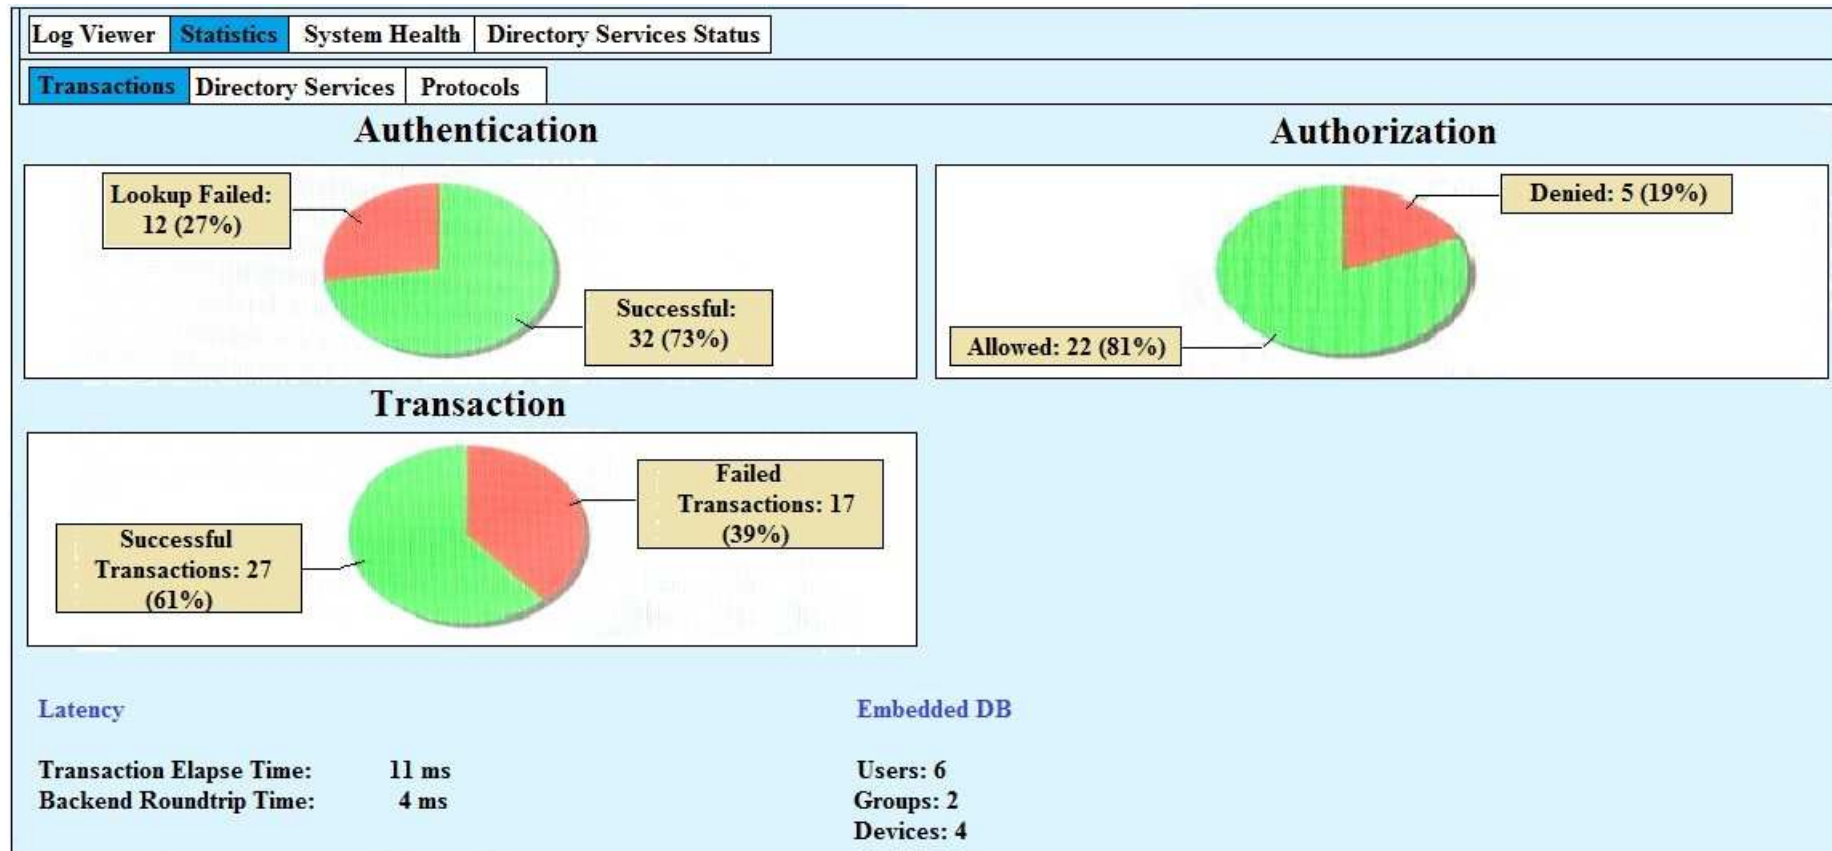 Log Viewer Statistics System Health Directory Services Status
Transactions Directory Services Protocols
Authentication
Lookup Failed:
12 (27%)
Successful:
32 (73%)
Authorization
Denied: 5 (19%)
Allowed: 22 (81%)
Transaction
Failed
Transactions: 17
(39%)
Successful
Transactions: 27
(61%)
Latency
Transaction Elapse Time: 11 ms
Backend Roundtrip Time: 4 ms
Embedded DB
Users: 6
Groups: 2
Devices: 4